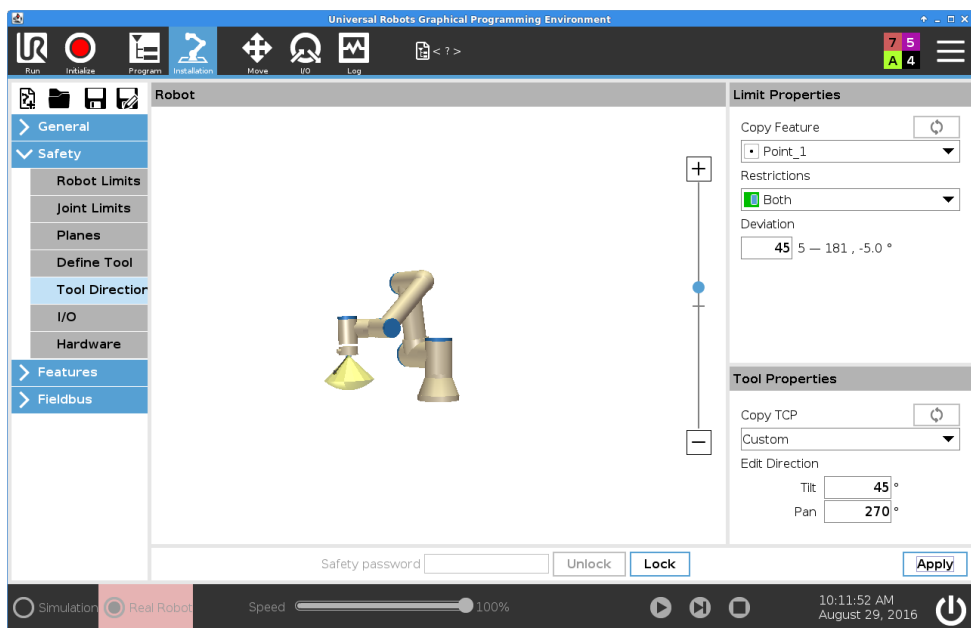 Universal Robots Graphical Programming Environment
UR
Run
Initialize
Program
Installation
Move
I/O
Log
< ? >
7 5
A 4
General
Safety
Robot Limits
Joint Limits
Planes
Define Tool
Tool Direction
I/O
Hardware
Features
Fieldbus
Robot
Limit Properties
Copy Feature
Point_1
Restrictions
Both
Deviation
45 5 — 181 , -5.0 °
Tool Properties
Copy TCP
Custom
Edit Direction
Tilt 45 °
Pan 270 °
Safety password Unlock Lock Apply
Simulation Real Robot Speed 100%
10:11:52 AM
August 29, 2016